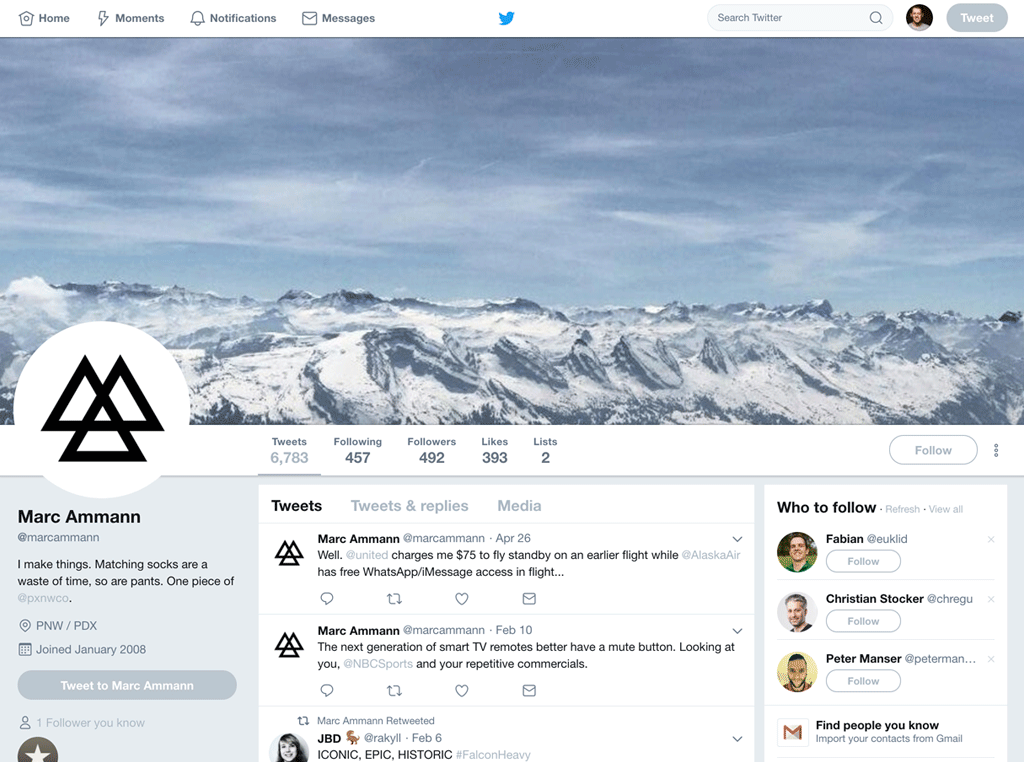 Home Moments Notifications Messages Search Twitter Tweet
Tweets Following Followers Likes Lists
6,783 457 492 393 2
Follow
Marc Ammann
@marcammann
I make things. Matching socks are a
waste of time, so are pants. One piece of
@pxnwco.
PNW / PDX
Joined January 2008
Tweet to Marc Ammann
1 Follower you know
Tweets Tweets & replies Media
Marc Ammann @marcammann · Apr 26
Well. @united charges me $75 to fly standby on an earlier flight while @AlaskaAir
has free WhatsApp/iMessage access in flight...
Marc Ammann @marcammann · Feb 10
The next generation of smart TV remotes better have a mute button. Looking at
you, @NBCSports and your repetitive commercials.
Marc Ammann Retweeted
JBD 🦒 @rakyll · Feb 6
ICONIC, EPIC, HISTORIC #FalconHeavy
Who to follow · Refresh · View all
Fabian @euklid
Follow
Christian Stocker @chregu
Follow
Peter Manser @peterman...
Follow
Find people you know
Import your contacts from Gmail